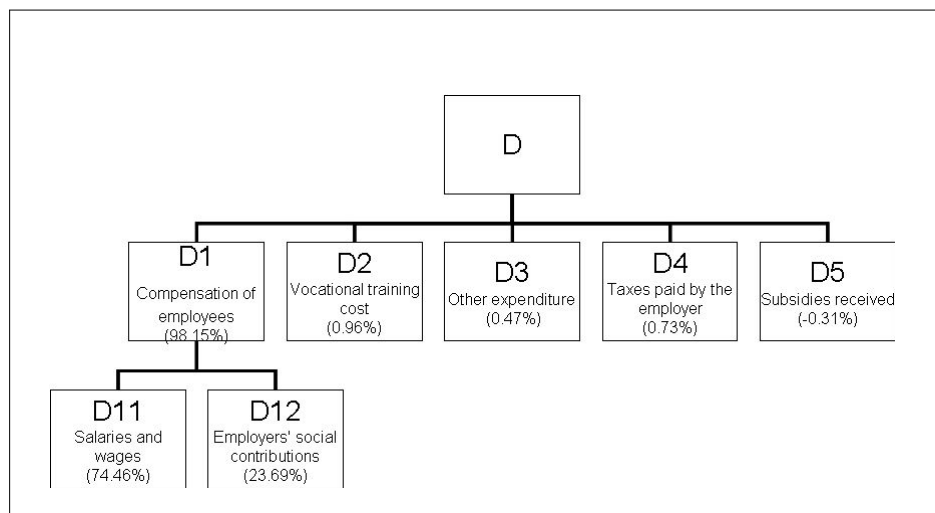 D
D1
Compensation of
employees
(98.15%)
D2
Vocational training
cost
(0.96%)
D3
Other expenditure
(0.47%)
D4
Taxes paid by the
employer
(0.73%)
D5
Subsidies received
(-0.31%)
D11
Salaries and
wages
(74.46%)
D12
Employers' social
contributions
(23.69%)